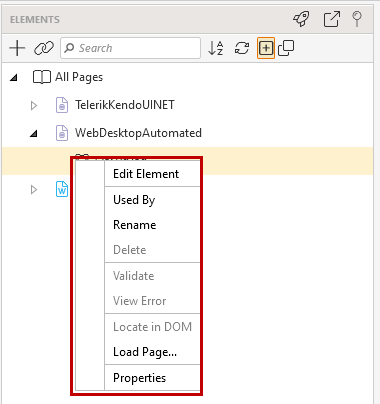 ELEMENTS
Search
All Pages
TelerikKendoUINET
WebDesktopAutomated
Edit Element
Used By
Rename
Delete
Validate
View Error
Locate in DOM
Load Page...
Properties